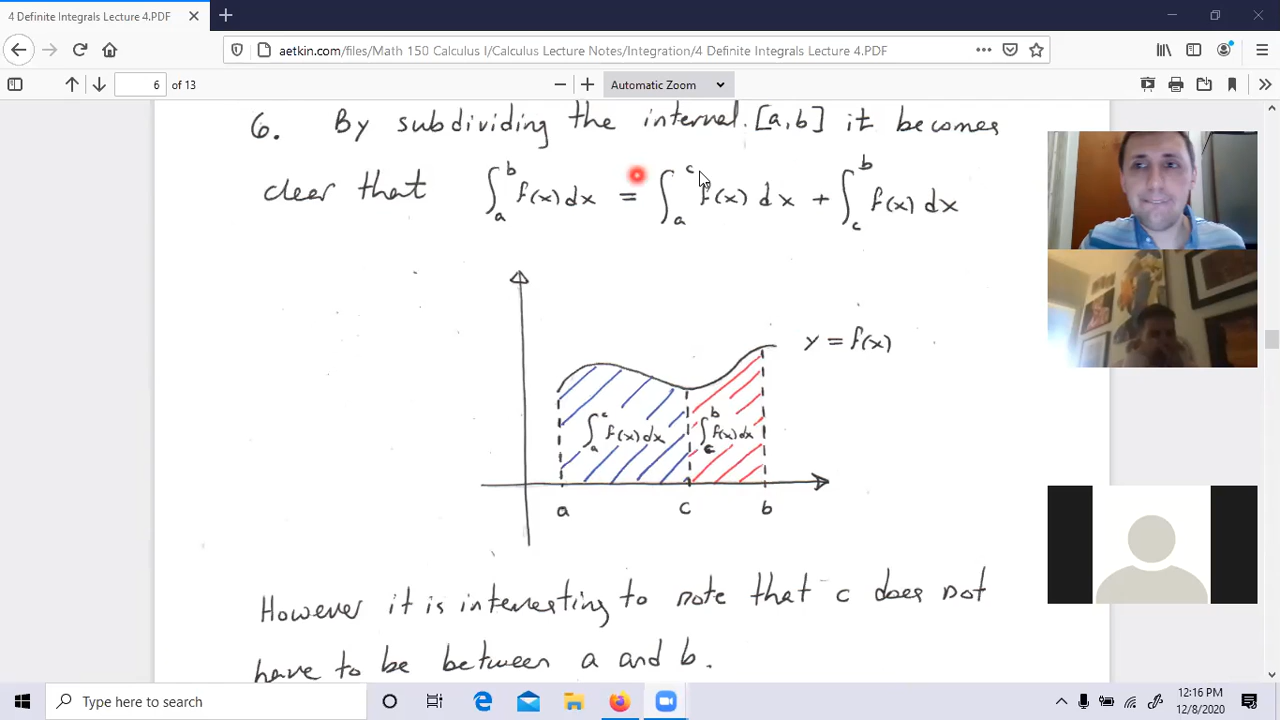 4 Definite Integrals Lecture 4.PDF
aetkin.com/files/Math 150 Calculus I/Calculus Lecture Notes/Integration/4 Definite Integrals Lecture 4.PDF
6 of 13
Automatic Zoom
6. By subdividing the interval [a,b] it becomes
clear that ∫_a^b f(x)dx = ∫_a^c f(x) dx + ∫_c^b f(x) dx
y = f(x)
∫_a^c f(x)dx ∫_c^b f(x)dx
a c b
However it is interesting to note that c does not
have to be between a and b.
Type here to search
12:16 PM
12/8/2020